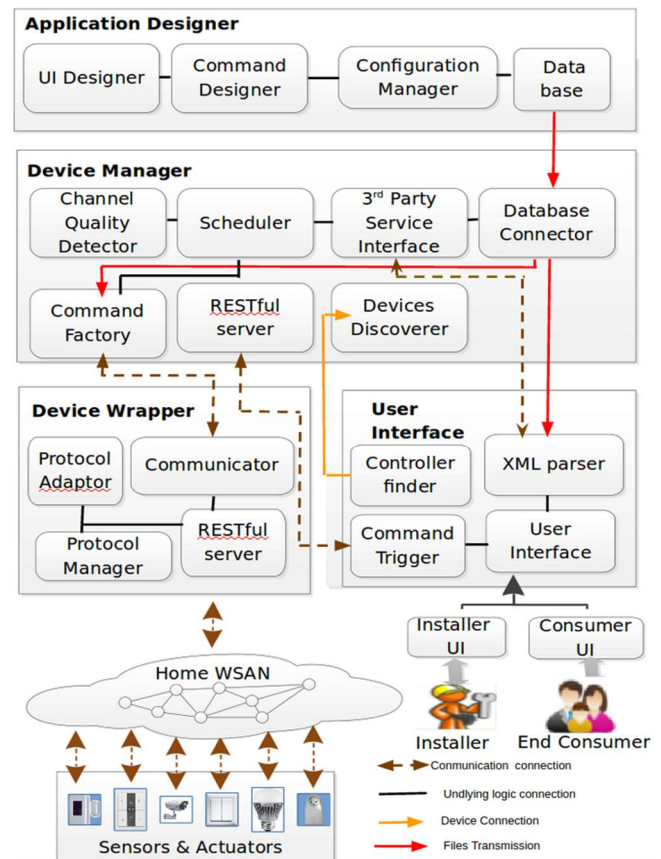 Application Designer
UI Designer
Command
Designer
Configuration
Manager
Data
base
Device Manager
Channel
Quality
Detector
Scheduler
3rd Party
Service
Interface
Database
Connector
Command
Factory
RESTful
server
Devices
Discoverer
Device Wrapper
Protocol
Adaptor
Communicator
Protocol
Manager
RESTful
server
User
Interface
Controller
finder
XML parser
Command
Trigger
User
Interface
Installer
UI
Consumer
UI
Installer
End Consumer
Home WSAN
Sensors & Actuators
Conmunication connection
Undlying logic connection
Device Connection
Files Transmission